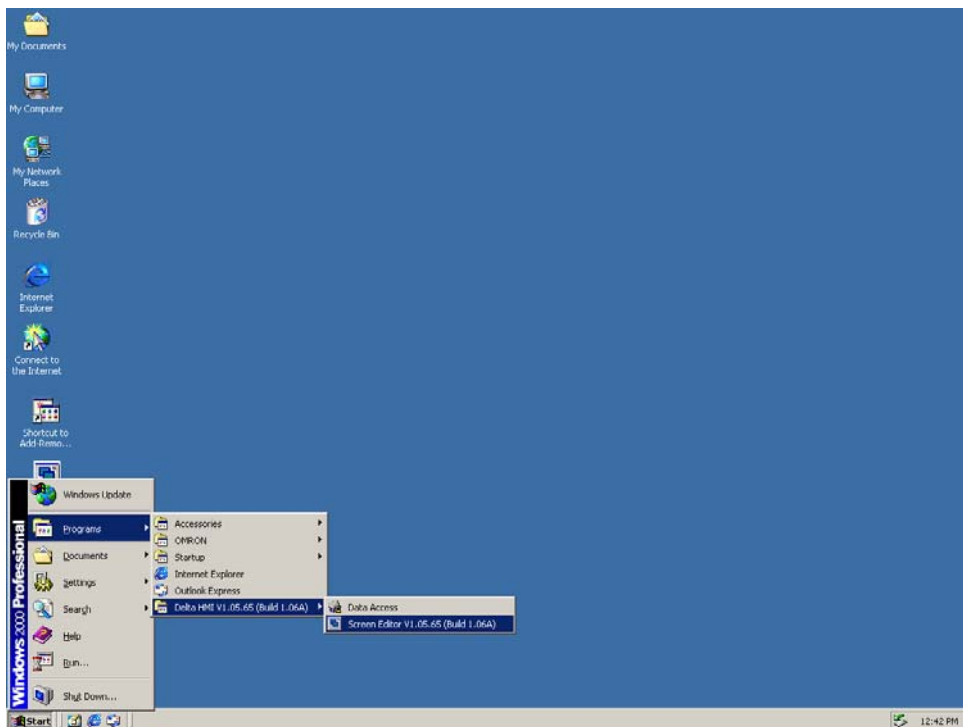 My Documents
My Computer
My Network
Places
Recycle Bin
Internet
Explorer
Connect to
the Internet
Shortcut to
Add-Remo...
Windows 2000 Professional
Windows Update
Programs
Documents
Settings
Search
Help
Run...
Shut Down...
Accessories
OMRON
Startup
Internet Explorer
Outlook Express
Delta HMI V1.05.65 (Build 1.06A)
Data Access
Screen Editor V1.05.65 (Build 1.06A)
Start
12:42 PM